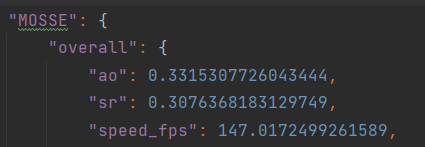 "MOSSE": {
"overall": {
"ao": 0.3315307726043444,
"sr": 0.3076368183129749,
"speed_fps": 147.0172499261589,